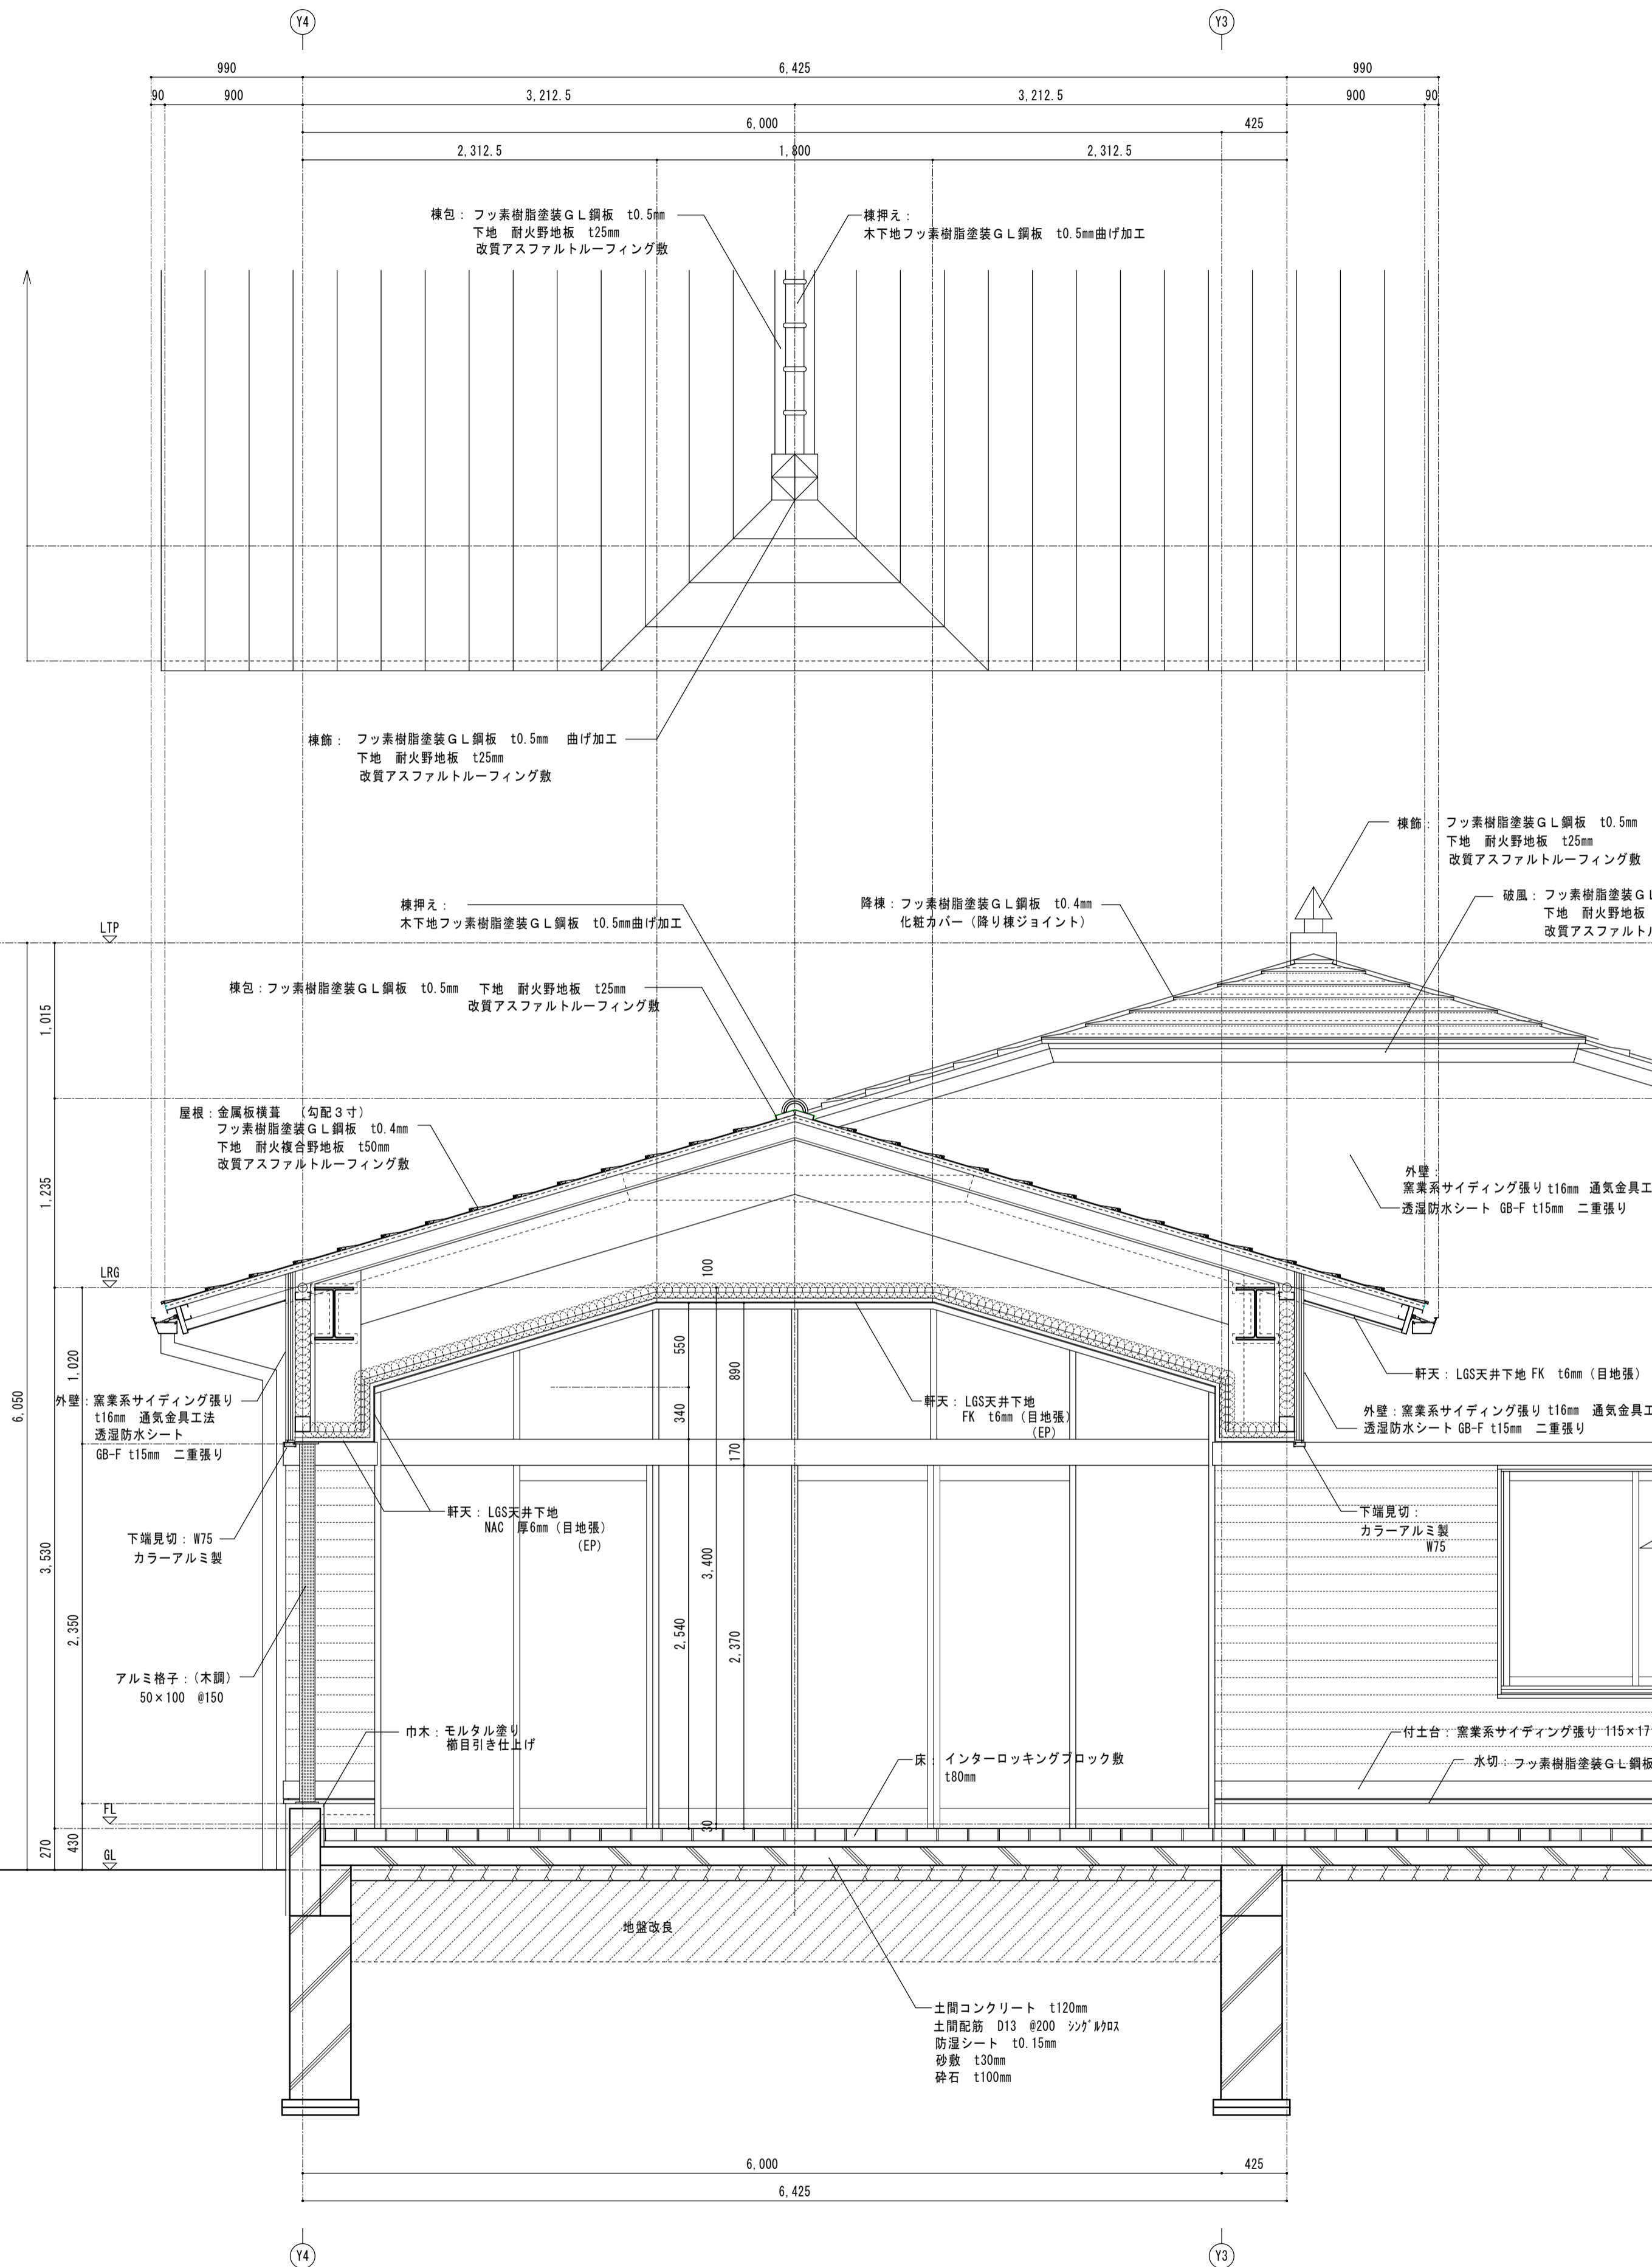 Y4
Y3
990
6,425
990
90
900
3,212.5
3,212.5
900
90
6,000
425
2,312.5
1,800
2,312.5
棟包：フッ素樹脂塗装ＧＬ鋼板 t0.5mm
下地 耐火野地板 t25mm
改質アスファルトルーフィング敷
棟押え：
木下地フッ素樹脂塗装ＧＬ鋼板 t0.5mm曲げ加工
棟飾： フッ素樹脂塗装ＧＬ鋼板 t0.5mm 曲げ加工
下地 耐火野地板 t25mm
改質アスファルトルーフィング敷
棟飾： フッ素樹脂塗装ＧＬ鋼板 t0.5mm
下地 耐火野地板 t25mm
改質アスファルトルーフィング敷
破風：フッ素樹脂塗装Ｇ
下地 耐火野地板
改質アスファルト
棟押え：
木下地フッ素樹脂塗装ＧＬ鋼板 t0.5mm曲げ加工
降棟：フッ素樹脂塗装ＧＬ鋼板 t0.4mm
化粧カバー（降り棟ジョイント）
LTP
棟包：フッ素樹脂塗装ＧＬ鋼板 t0.5mm 下地 耐火野地板 t25mm
改質アスファルトルーフィング敷
1,015
屋根：金属板横葺 （勾配３寸）
フッ素樹脂塗装ＧＬ鋼板 t0.4mm
下地 耐火複合野地板 t50mm
改質アスファルトルーフィング敷
1,235
外壁
窯業系サイディング張り t16mm 通気金具工
透湿防水シート GB-F t15mm 二重張り
LRG
100
550
890
340
170
1,020
6,050
外壁：窯業系サイディング張り
t16mm 通気金具工法
透湿防水シート
GB-F t15mm 二重張り
軒天：LGS天井下地
FK t6mm（目地張）
（EP）
軒天：LGS天井下地 FK t6mm（目地張）
外壁：窯業系サイディング張り t16mm 通気金具工
透湿防水シート GB-F t15mm 二重張り
軒天：LGS天井下地
NAC 厚6mm（目地張）
（EP）
下端見切：W75
カラーアルミ製
下端見切：
カラーアルミ製
W75
3,530
2,350
3,400
2,540
2,370
アルミ格子：（木調）
50×100 @150
巾木：モルタル塗り
櫛目引き仕上げ
床： インターロッキングブロック敷
t80mm
付土台：窯業系サイディング張り 115×17
水切：フッ素樹脂塗装ＧＬ鋼板
30
FL
GL
270
430
地盤改良
土間コンクリート t120mm
土間配筋 D13 @200 ｼﾝｸﾞﾙｸﾛｽ
防湿シート t0.15mm
砂敷 t30mm
砕石 t100mm
6,000
425
6,425
Y4
Y3